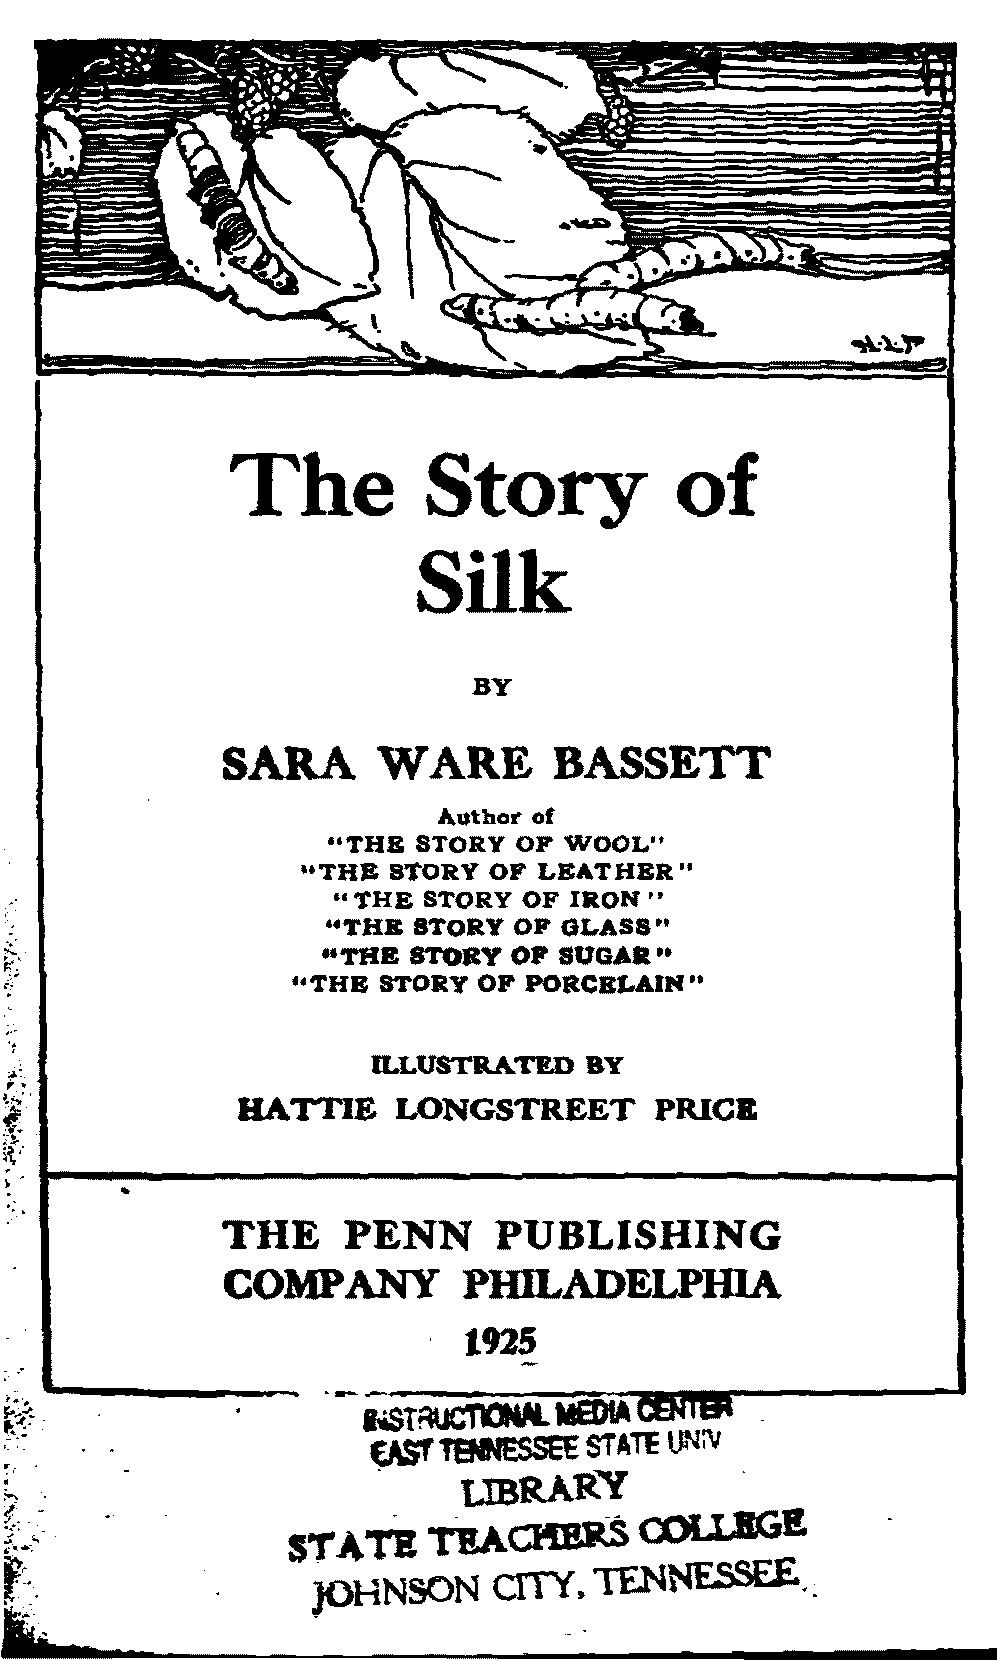 H.L.P.
The Story of
Silk
BY
SARA WARE BASSETT
Author of
"THE STORY OF WOOL"
"THE STORY OF LEATHER"
"THE STORY OF IRON"
"THE STORY OF GLASS"
"THE STORY OF SUGAR"
"THE STORY OF PORCELAIN"
ILLUSTRATED BY
HATTIE LONGSTREET PRICE
THE PENN PUBLISHING
COMPANY PHILADELPHIA
1925
INSTRUCTIONAL MEDIA CENTER
EAST TENNESSEE STATE UNIV
LIBRARY
STATE TEACHERS COLLEGE
JOHNSON CITY, TENNESSEE